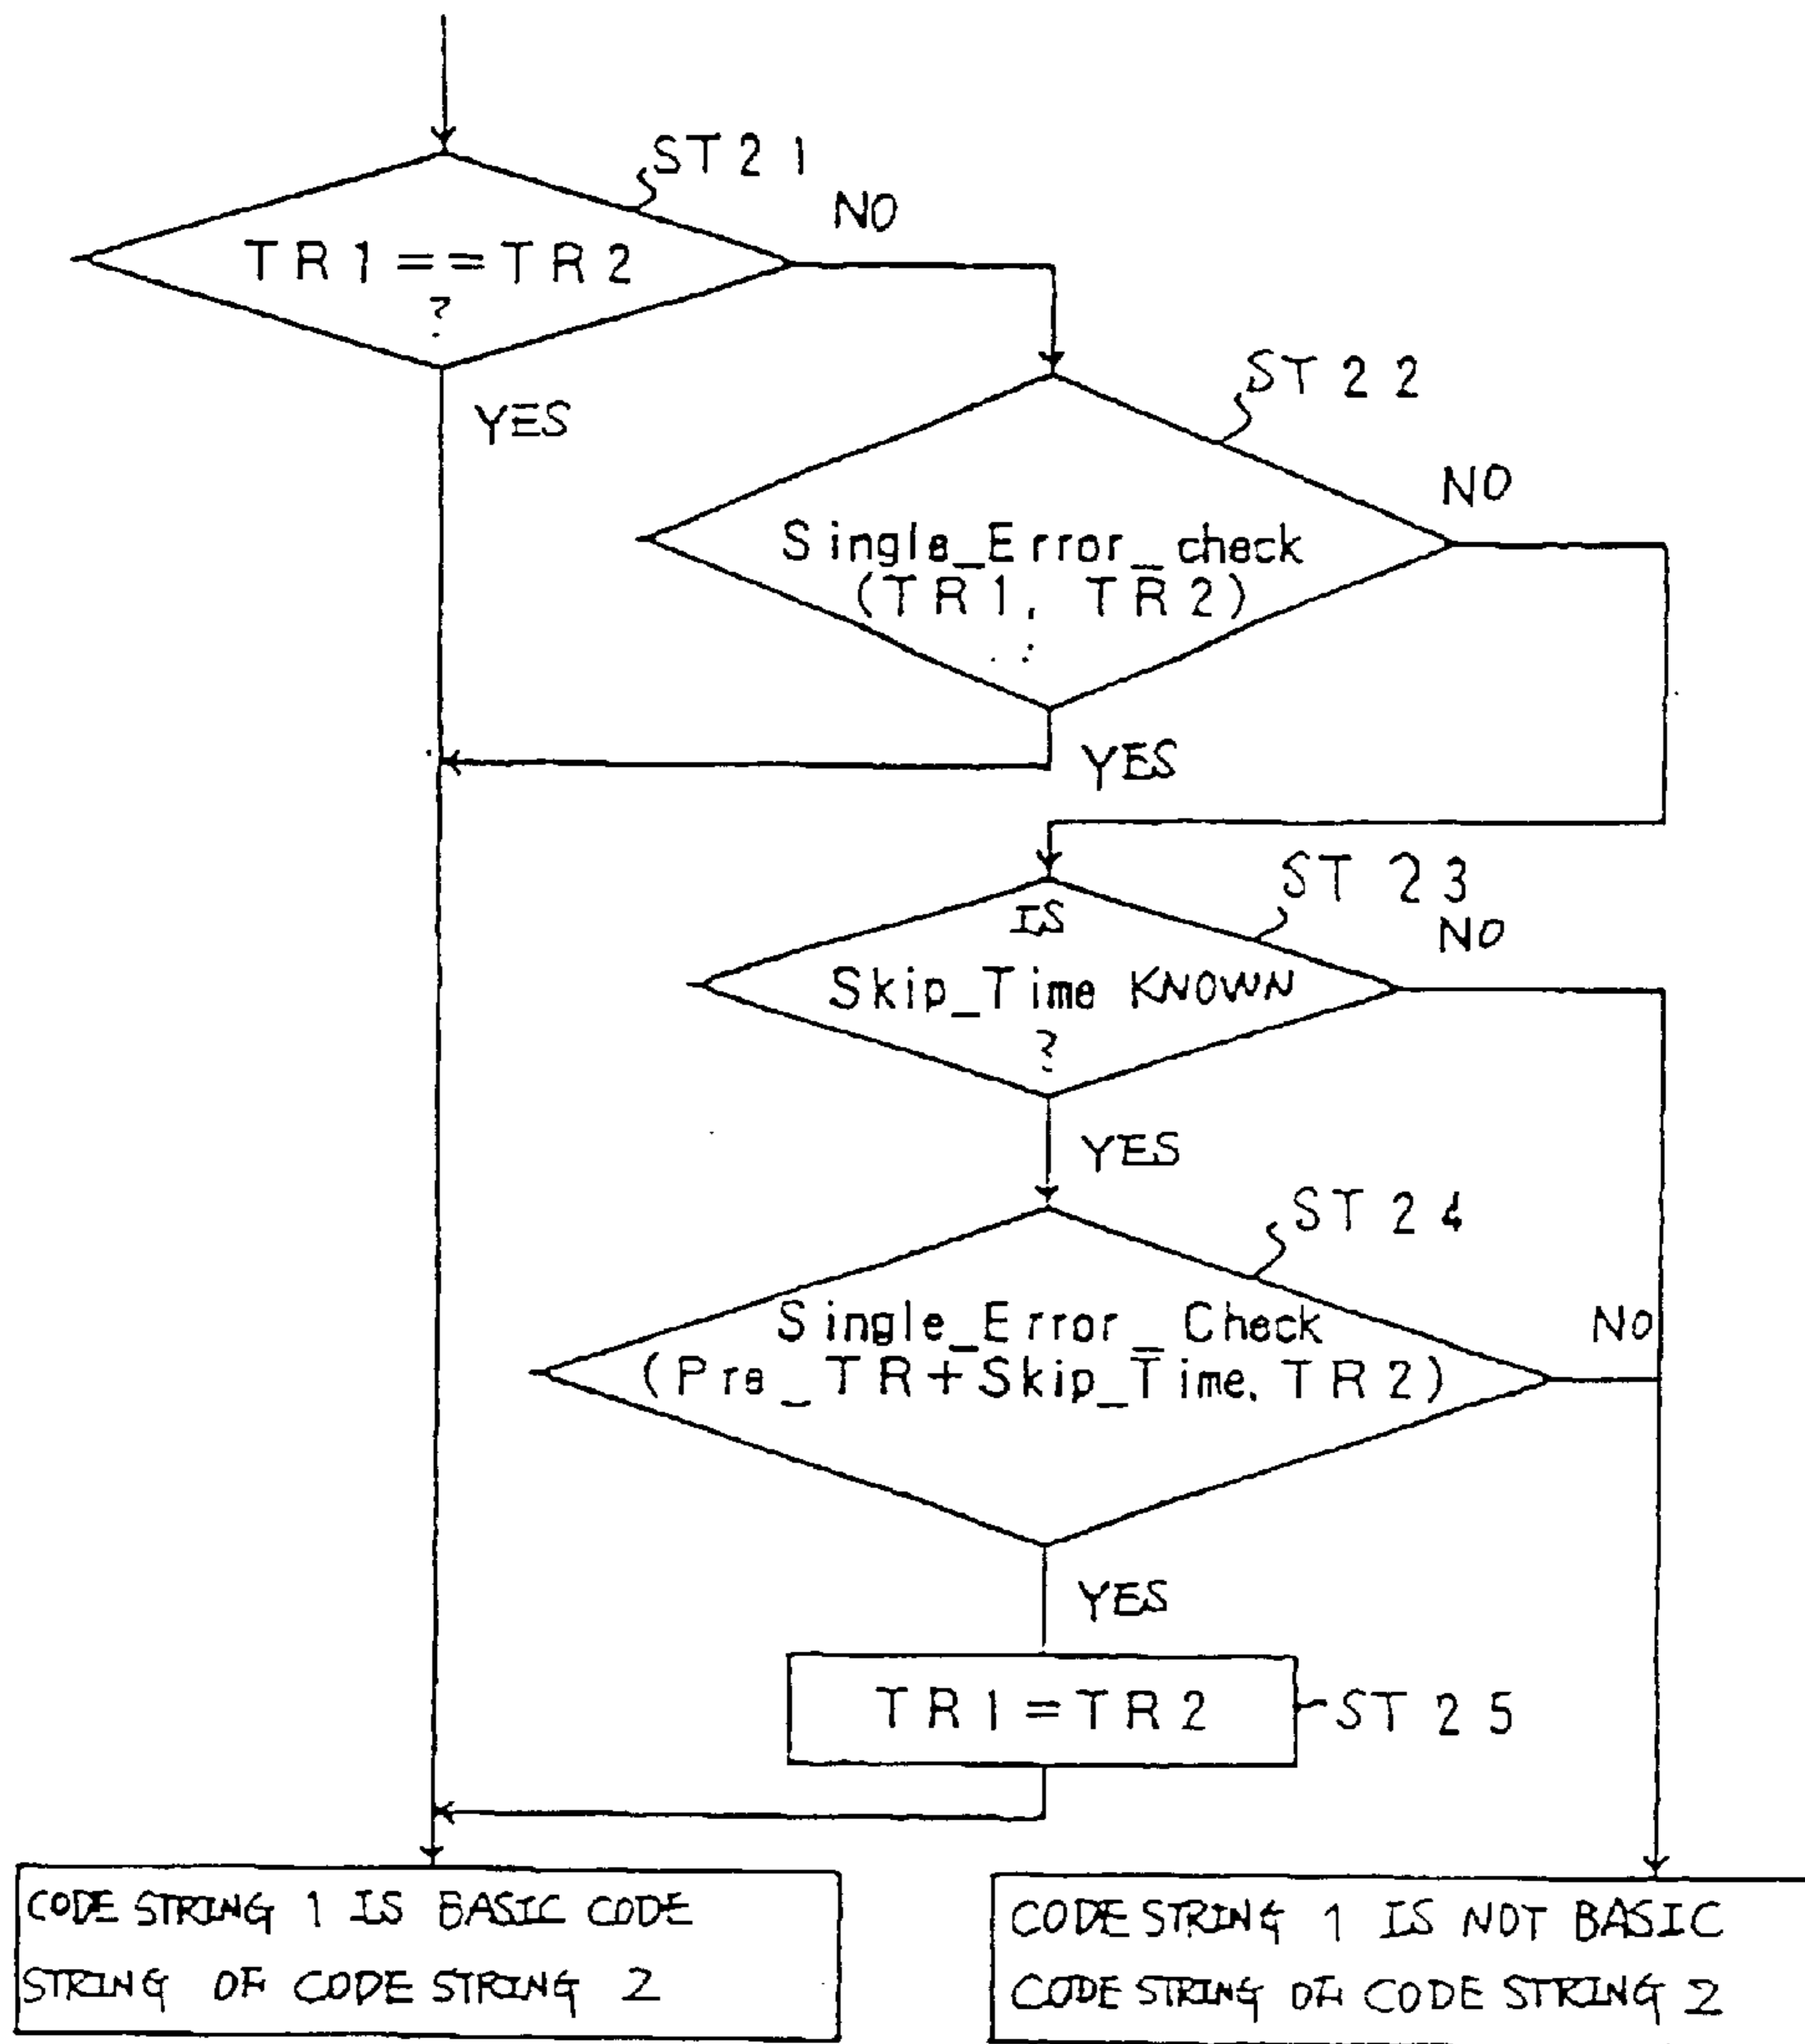 ST21
NO
TR1==TR2
?
YES
ST22
NO
Single_Error_check
(TR1, TR2)
YES
ST23
NO
IS
Skip_Time KNOWN
?
YES
ST24
Single_Error_Check
NO
(Pre_TR+Skip_Time, TR2)
YES
TR1=TR2
ST25
CODE STRING 1 IS BASIC CODE
STRING OF CODE STRING 2
CODE STRING 1 IS NOT BASIC
CODE STRING OF CODE STRING 2